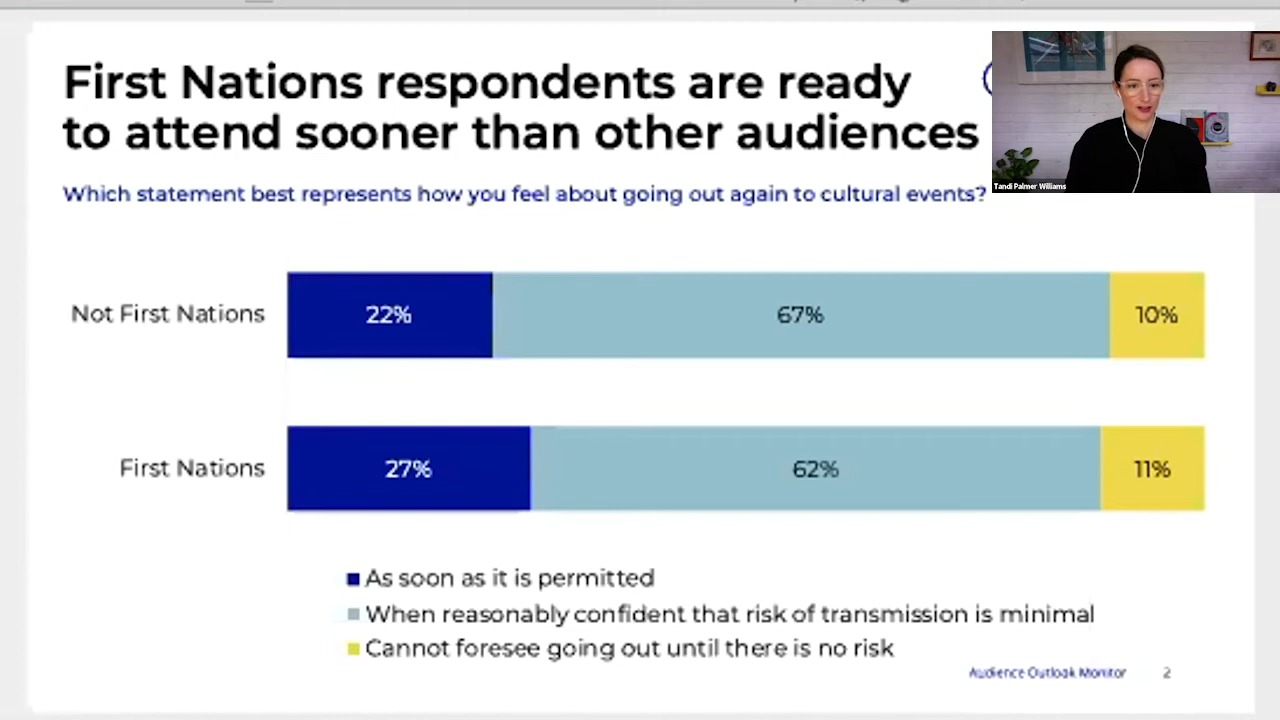 First Nations respondents are ready
to attend sooner than other audiences
Which statement best represents how you feel about going out again to cultural events?
Tandi Palmer Williams
Not First Nations 22% 67% 10%
First Nations 27% 62% 11%
As soon as it is permitted
When reasonably confident that risk of transmission is minimal
Cannot foresee going out until there is no risk
Audience Outlook Monitor 2